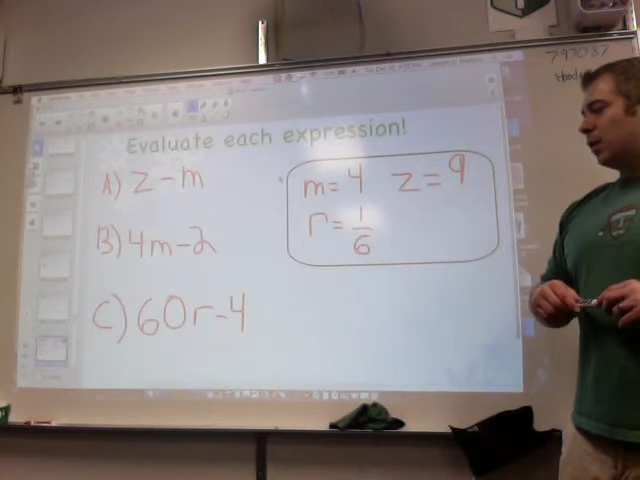 797037
Evaluate each expression!
A) z - m
m = 4 z = 9
r = 1/6
B) 4m - 2
C) 60r - 4